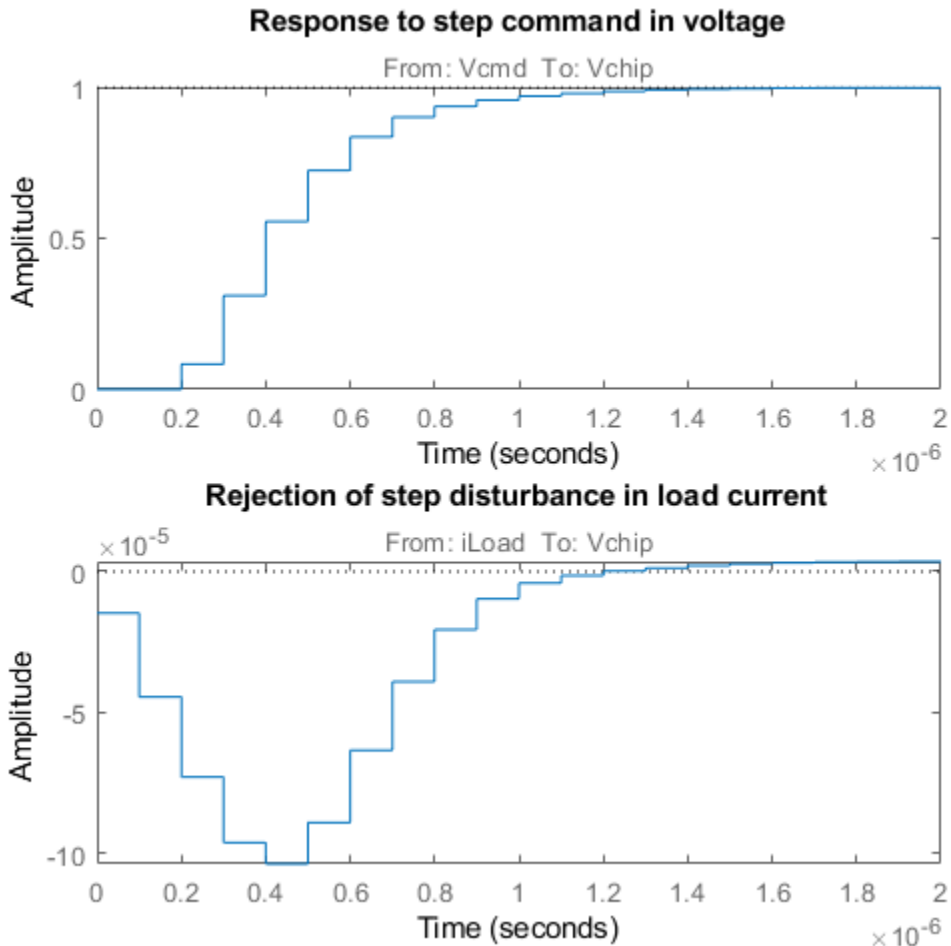 Response to step command in voltage
From: Vcmd To: Vchip
1
0.5
0
Amplitude
0 0.2 0.4 0.6 0.8 1 1.2 1.4 1.6 1.8 2
Time (seconds)
× 10^-6
Rejection of step disturbance in load current
× 10^-5
From: iLoad To: Vchip
0
-5
-10
Amplitude
0 0.2 0.4 0.6 0.8 1 1.2 1.4 1.6 1.8 2
Time (seconds)
× 10^-6